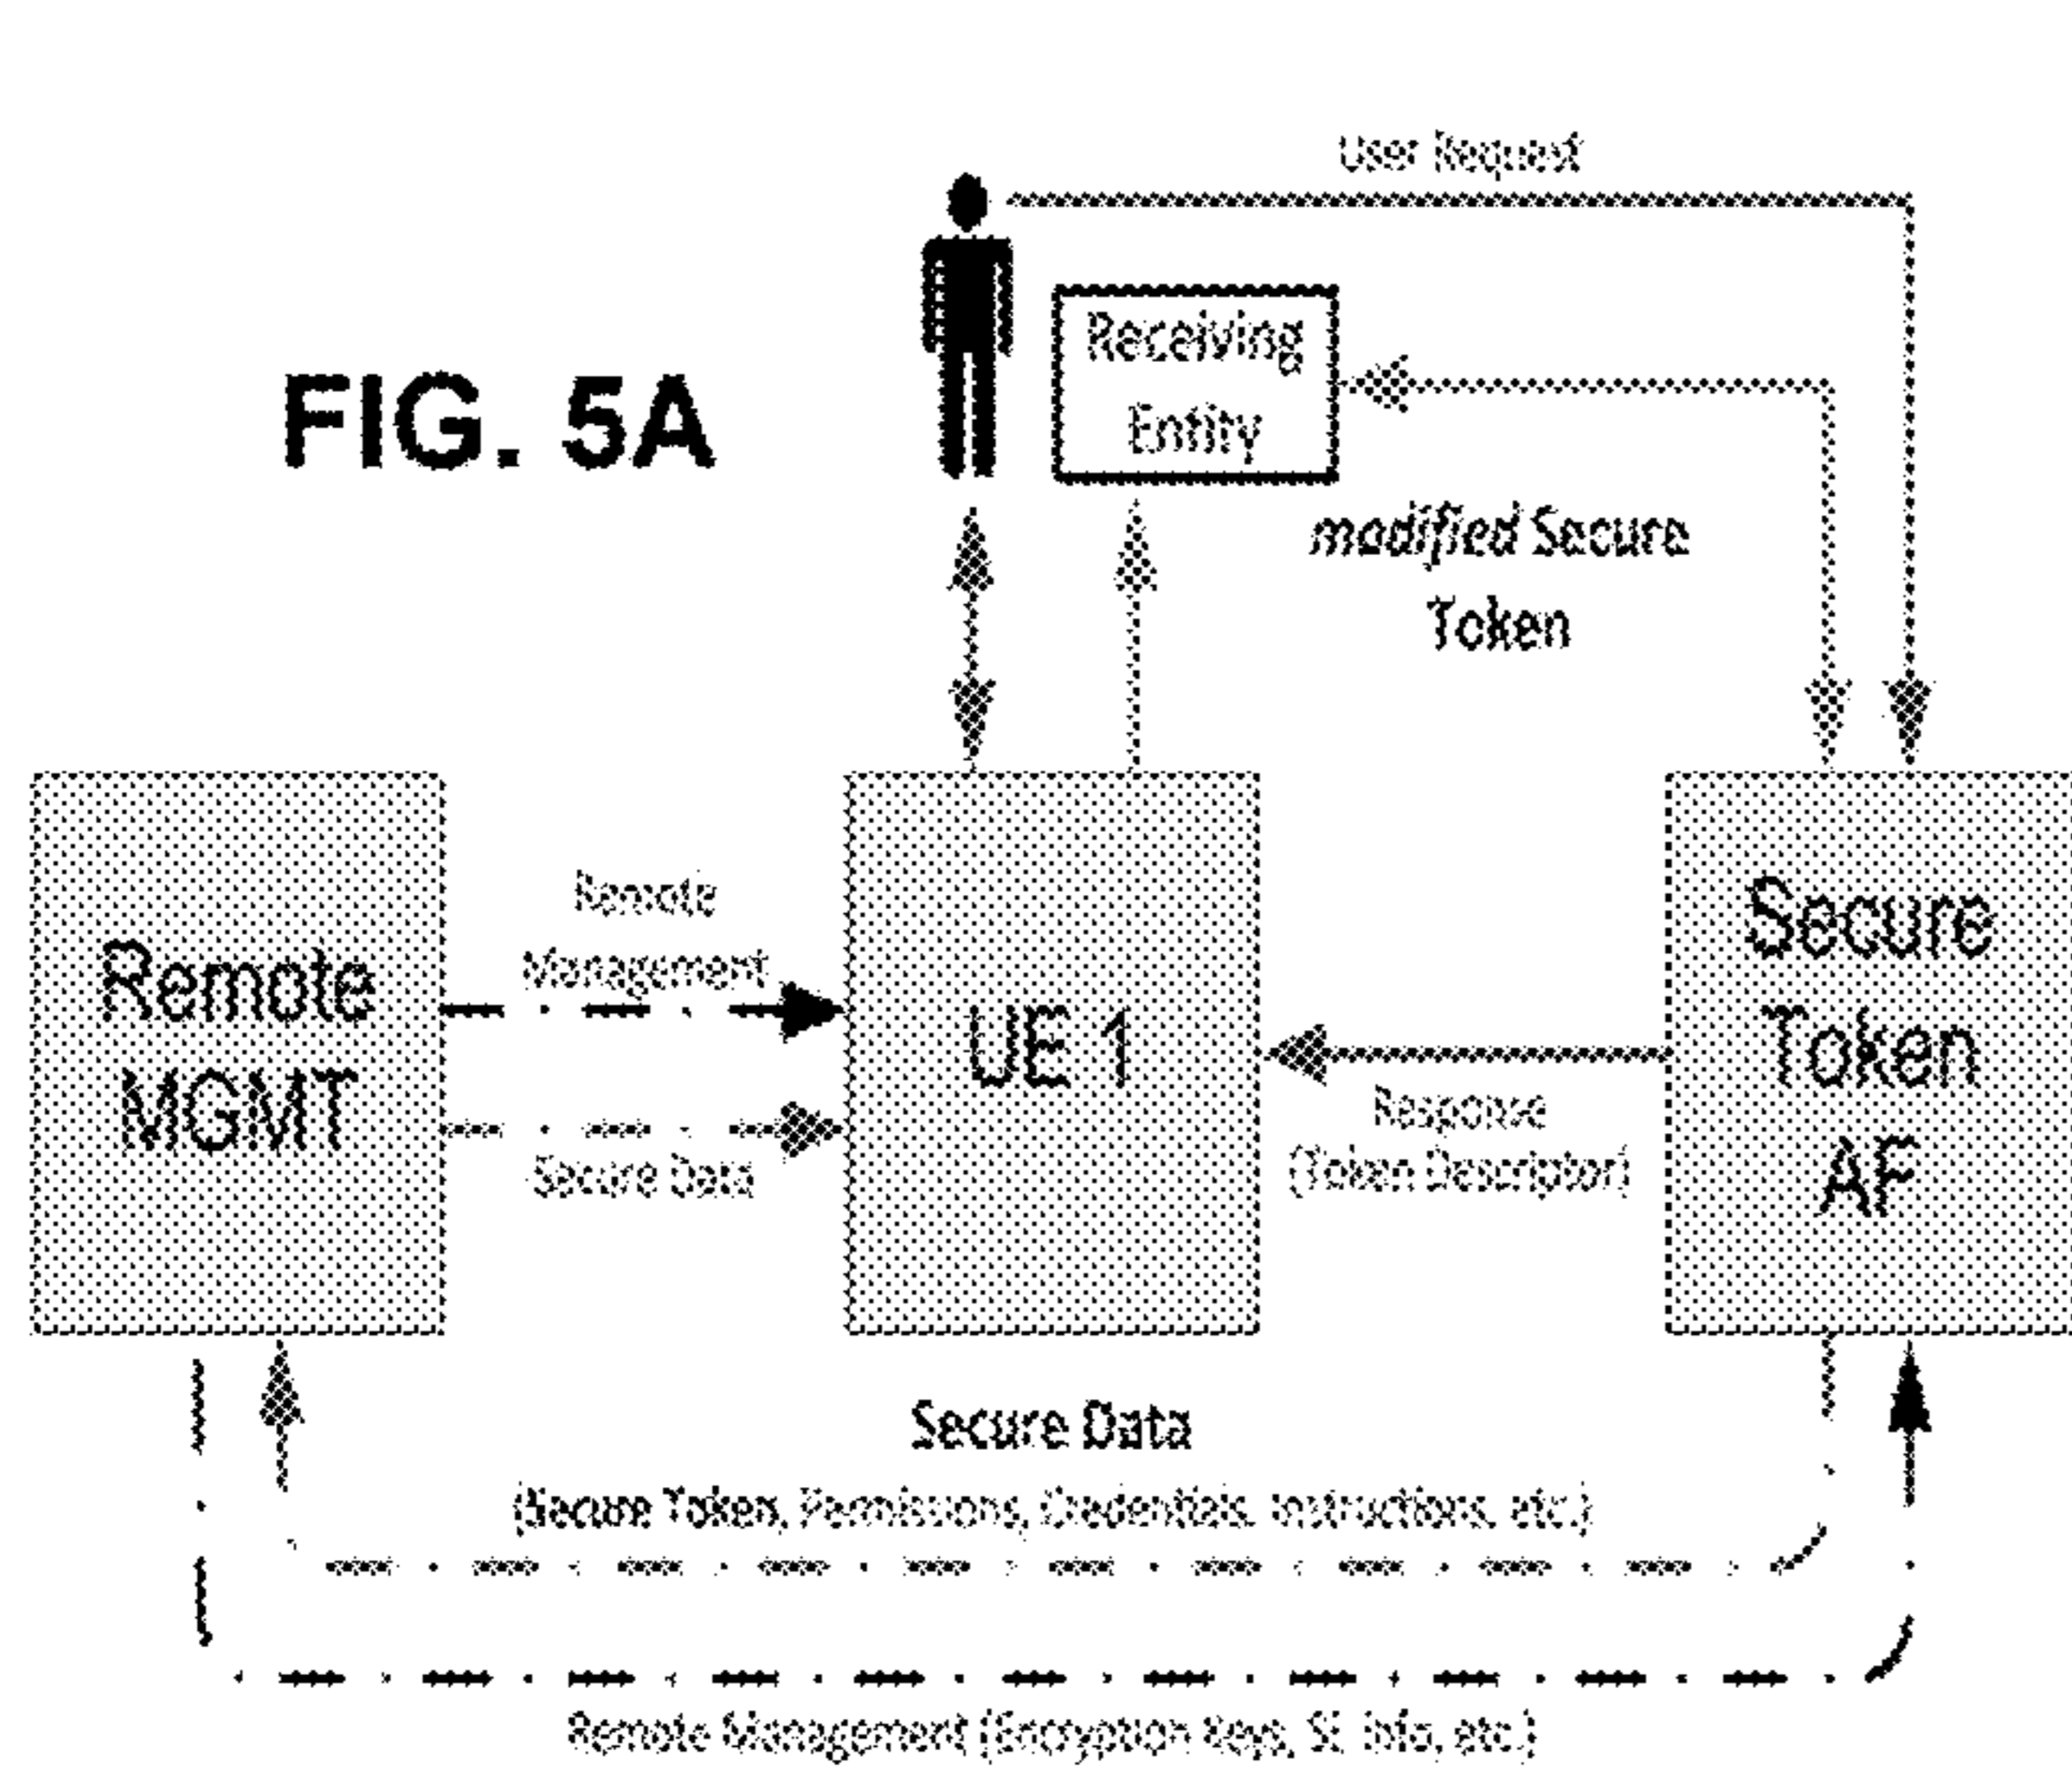 User Request
Receiving
Entity
FIG. 5A
modified Secure
Token
Remote
Management
Remote
MGMT
UE 1
Secure
Token
AF
Secure Data
Response
(Token Descriptor)
Secure Data
(Secure Token, Permissions, Credentials, Instructions, etc.)
Remote Management (Encryption Keys, SE Info, etc.)